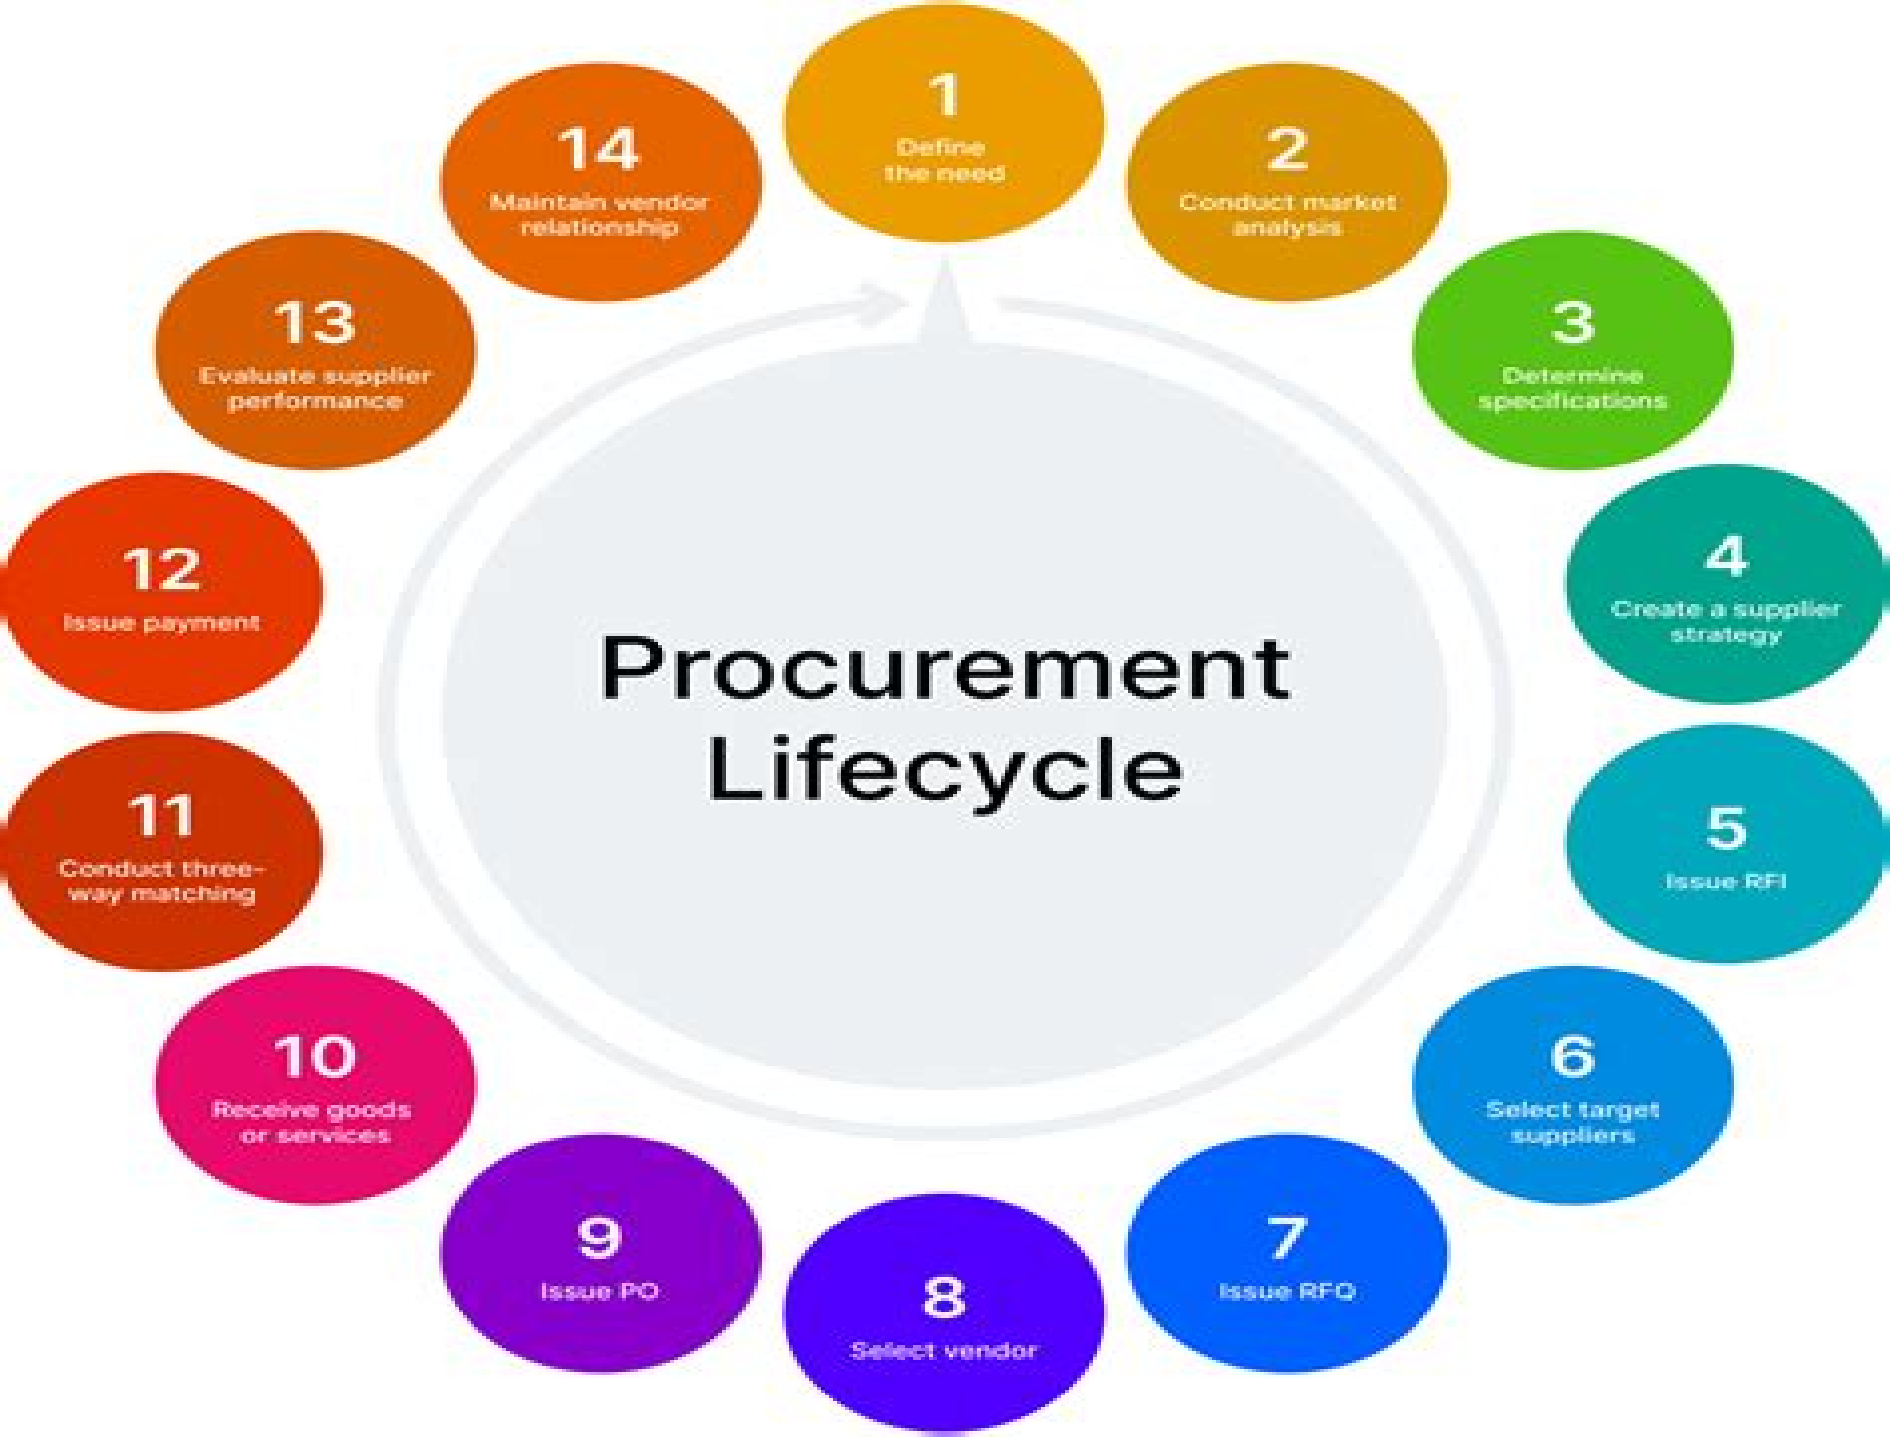 1
Define
the need
2
Conduct market
analysis
3
Determine
specifications
4
Create a supplier
strategy
5
Issue RFI
6
Select target
suppliers
7
Issue RFQ
8
Select vendor
9
Issue PO
10
Receive goods
or services
11
Conduct three-
way matching
12
Issue payment
13
Evaluate supplier
performance
14
Maintain vendor
relationship
Procurement
Lifecycle